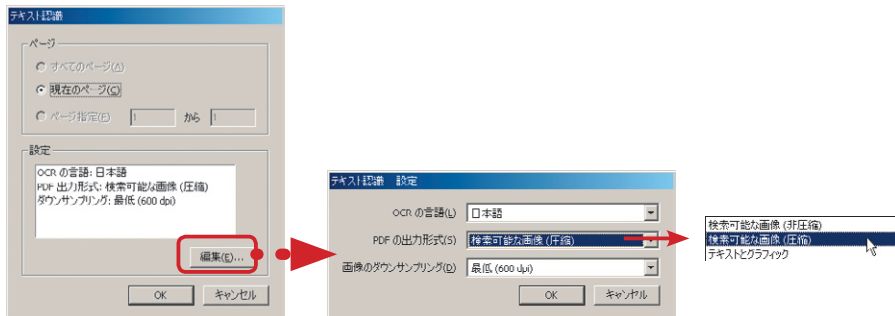 テキスト認識
ページ
すべてのページ(A)
現在のページ(C)
ページ指定(F) 1 から 1
設定
OCR の言語: 日本語
PDF 出力形式: 検索可能な画像 (圧縮)
ダウンサンプリング: 最低 (600 dpi)
編集(E)...
OK キャンセル
テキスト認識 設定
OCR の言語(L) 日本語
PDF の出力形式(S) 検索可能な画像 (圧縮)
画像のダウンサンプリング(D) 最低 (600 dpi)
OK キャンセル
検索可能な画像 (非圧縮)
検索可能な画像 (圧縮)
テキストとグラフィック